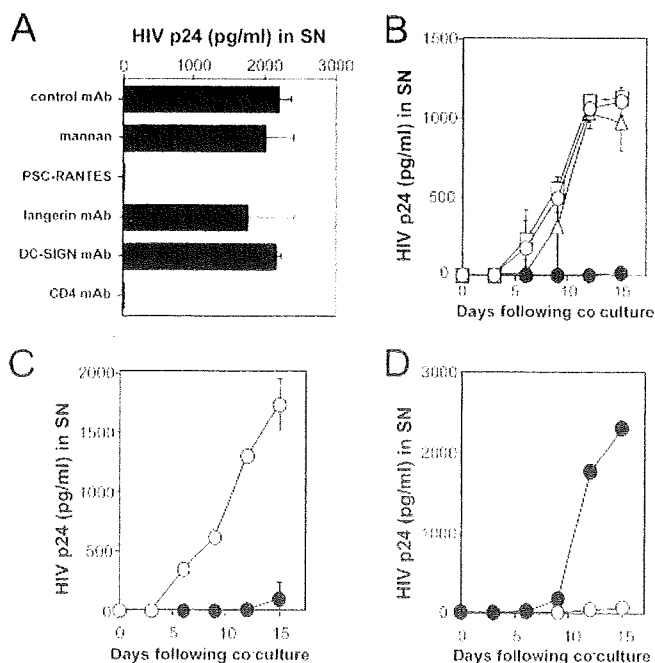 A
HIV p24 (pg/ml) in SN
0 1000 2000 3000
control mAb
mannan
PSC-RANTES
langerin mAb
DC-SIGN mAb
CD4 mAb
B
HIV p24 (pg/ml) in SN
1500
1000
500
0
0 5 10 15
Days following co culture
C
HIV p24 (pg/ml) in SN
2000
1500
1000
500
0
0 5 10 15
Days following co-culture
D
HIV p24 (pg/ml) in SN
3000
2000
1000
0
0 5 10 15
Days following co-culture